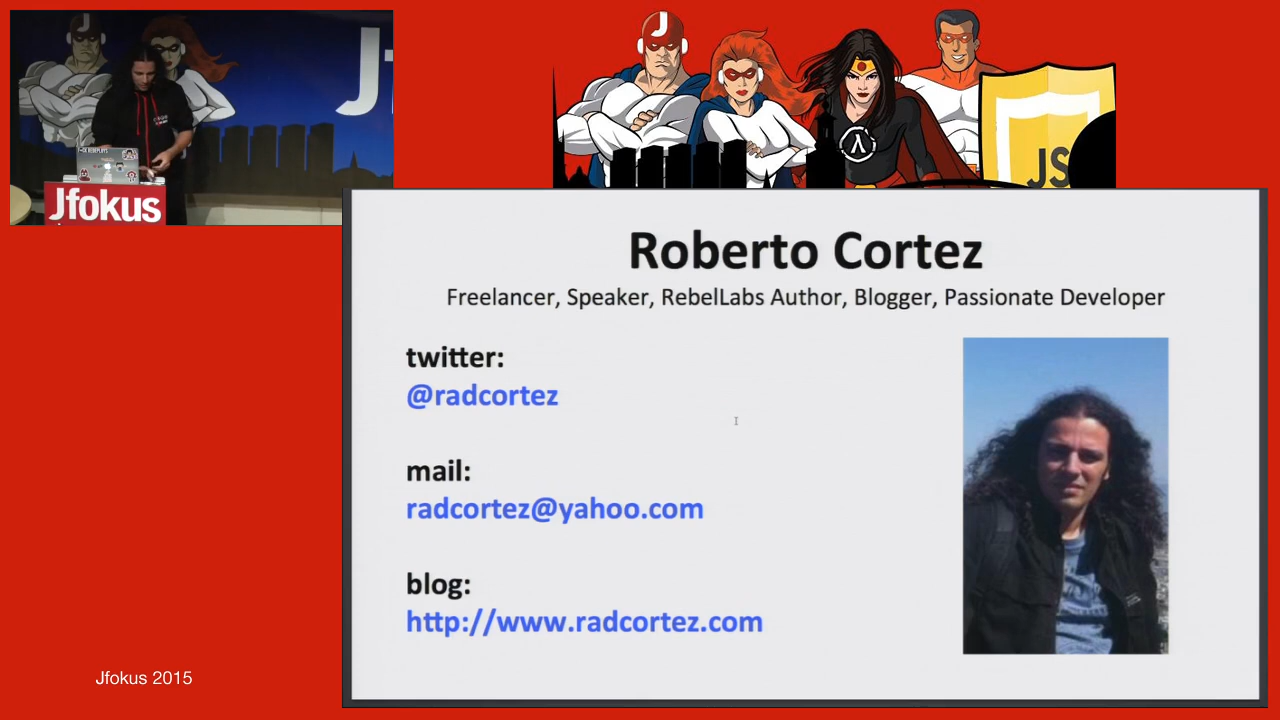 J
JS
Jf
Jfokus
Roberto Cortez
Freelancer, Speaker, RebelLabs Author, Blogger, Passionate Developer
twitter:
@radcortez
mail:
radcortez@yahoo.com
blog:
http://www.radcortez.com
Jfokus 2015